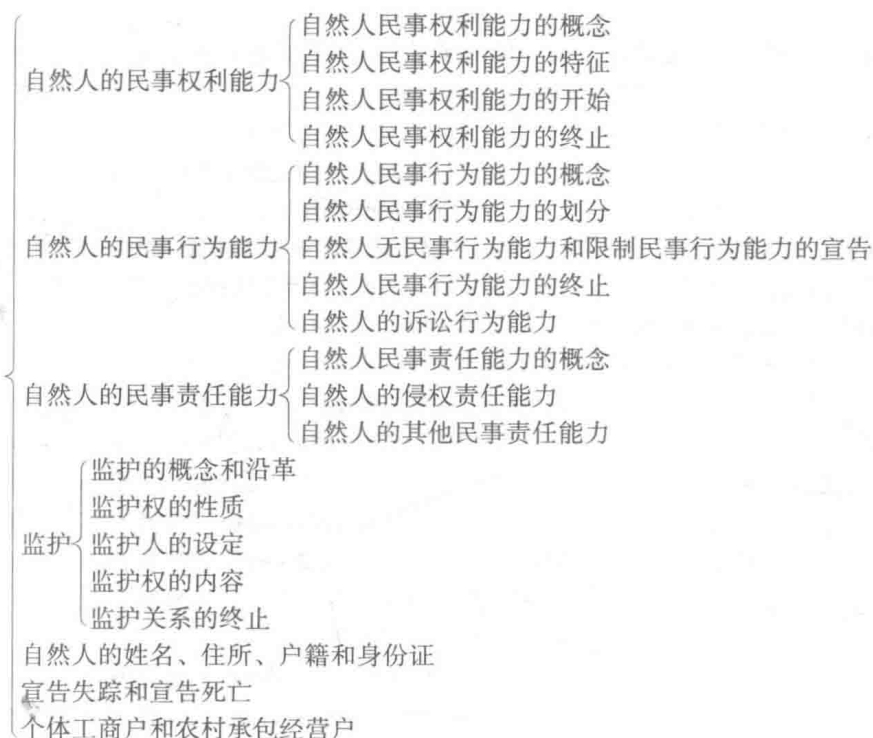 自然人民事权利能力的概念
自然人民事权利能力的特征
自然人的民事权利能力
自然人民事权利能力的开始
自然人民事权利能力的终止
自然人民事行为能力的概念
自然人民事行为能力的划分
自然人的民事行为能力
自然人无民事行为能力和限制民事行为能力的宣告
自然人民事行为能力的终止
自然人的诉讼行为能力
自然人民事责任能力的概念
自然人的民事责任能力
自然人的侵权责任能力
自然人的其他民事责任能力
监护的概念和沿革
监护权的性质
监护
监护人的设定
监护权的内容
监护关系的终止
自然人的姓名、住所、户籍和身份证
宣告失踪和宣告死亡
个体工商户和农村承包经营户